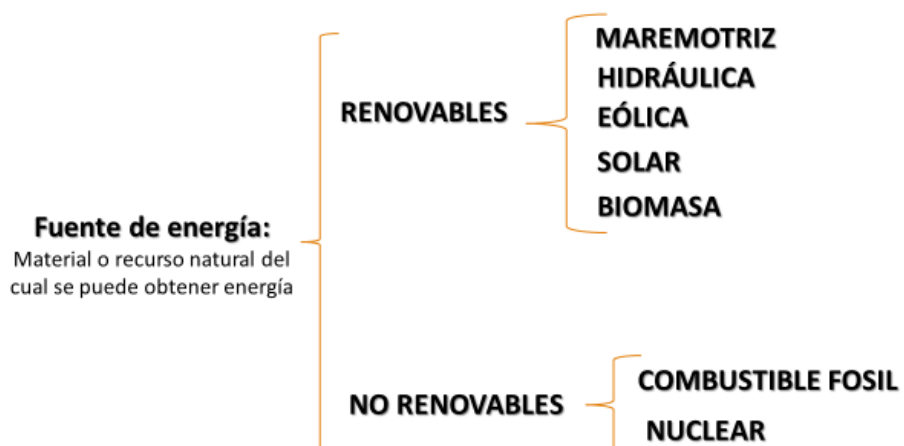 Fuente de energía:
Material o recurso natural del
cual se puede obtener energía
RENOVABLES
MAREMOTRIZ
HIDRÁULICA
EÓLICA
SOLAR
BIOMASA
NO RENOVABLES
COMBUSTIBLE FOSIL
NUCLEAR